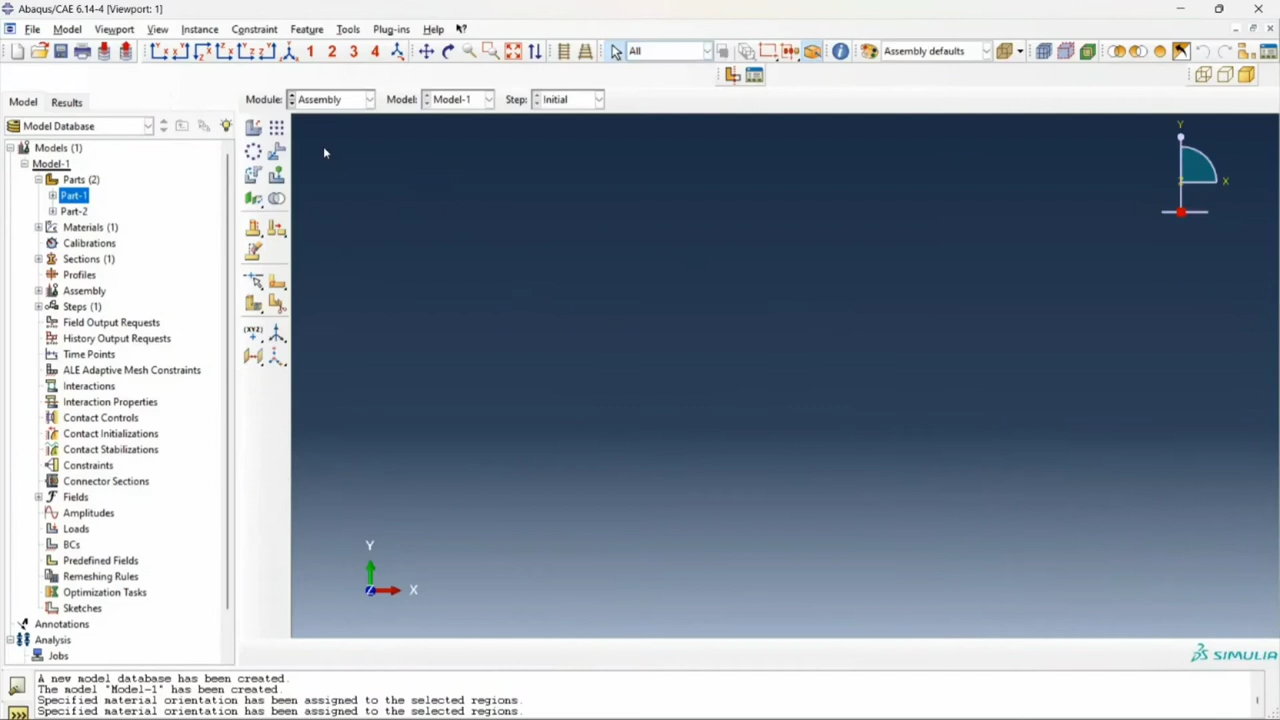 Abaqus/CAE 6.14-4 [Viewport: 1]
File Model Viewport View Instance Constraint Feature Tools Plug-ins Help
1 2 3 4 All Assembly defaults
Model Results Module: Assembly Model: Model-1 Step: Initial
Model Database
Models (1)
Model-1
Parts (2)
Part-1
Part-2
Materials (1)
Calibrations
Sections (1)
Profiles
Assembly
Steps (1)
Field Output Requests
History Output Requests
Time Points
ALE Adaptive Mesh Constraints
Interactions
Interaction Properties
Contact Controls
Contact Initializations
Contact Stabilizations
Constraints
Connector Sections
Fields
Amplitudes
Loads
BCs
Predefined Fields
Remeshing Rules
Optimization Tasks
Sketches
Annotations
Analysis
Jobs
(XYZ)
Y
X
Z
Y
X
Z
SIMULIA
A new model database has been created.
The model "Model-1" has been created.
Specified material orientation has been assigned to the selected regions.
Specified material orientation has been assigned to the selected regions.
>>>